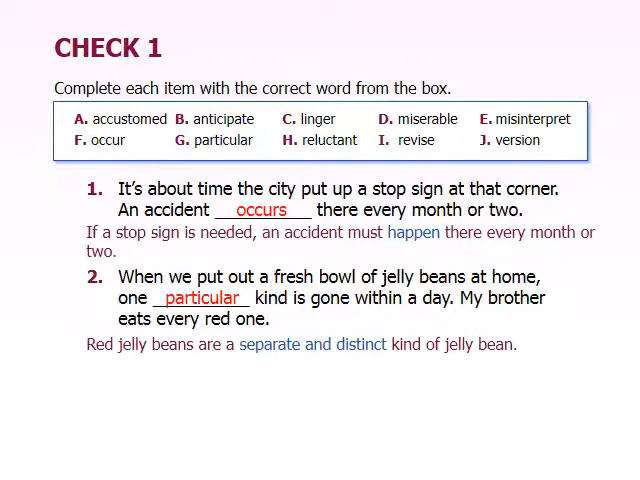 CHECK 1
Complete each item with the correct word from the box.
A. accustomed B. anticipate C. linger D. miserable E. misinterpret
F. occur G. particular H. reluctant I. revise J. version
1. It's about time the city put up a stop sign at that corner.
An accident __occurs___ there every month or two.
If a stop sign is needed, an accident must happen there every month or
two.
2. When we put out a fresh bowl of jelly beans at home,
one _particular_ kind is gone within a day. My brother
eats every red one.
Red jelly beans are a separate and distinct kind of jelly bean.